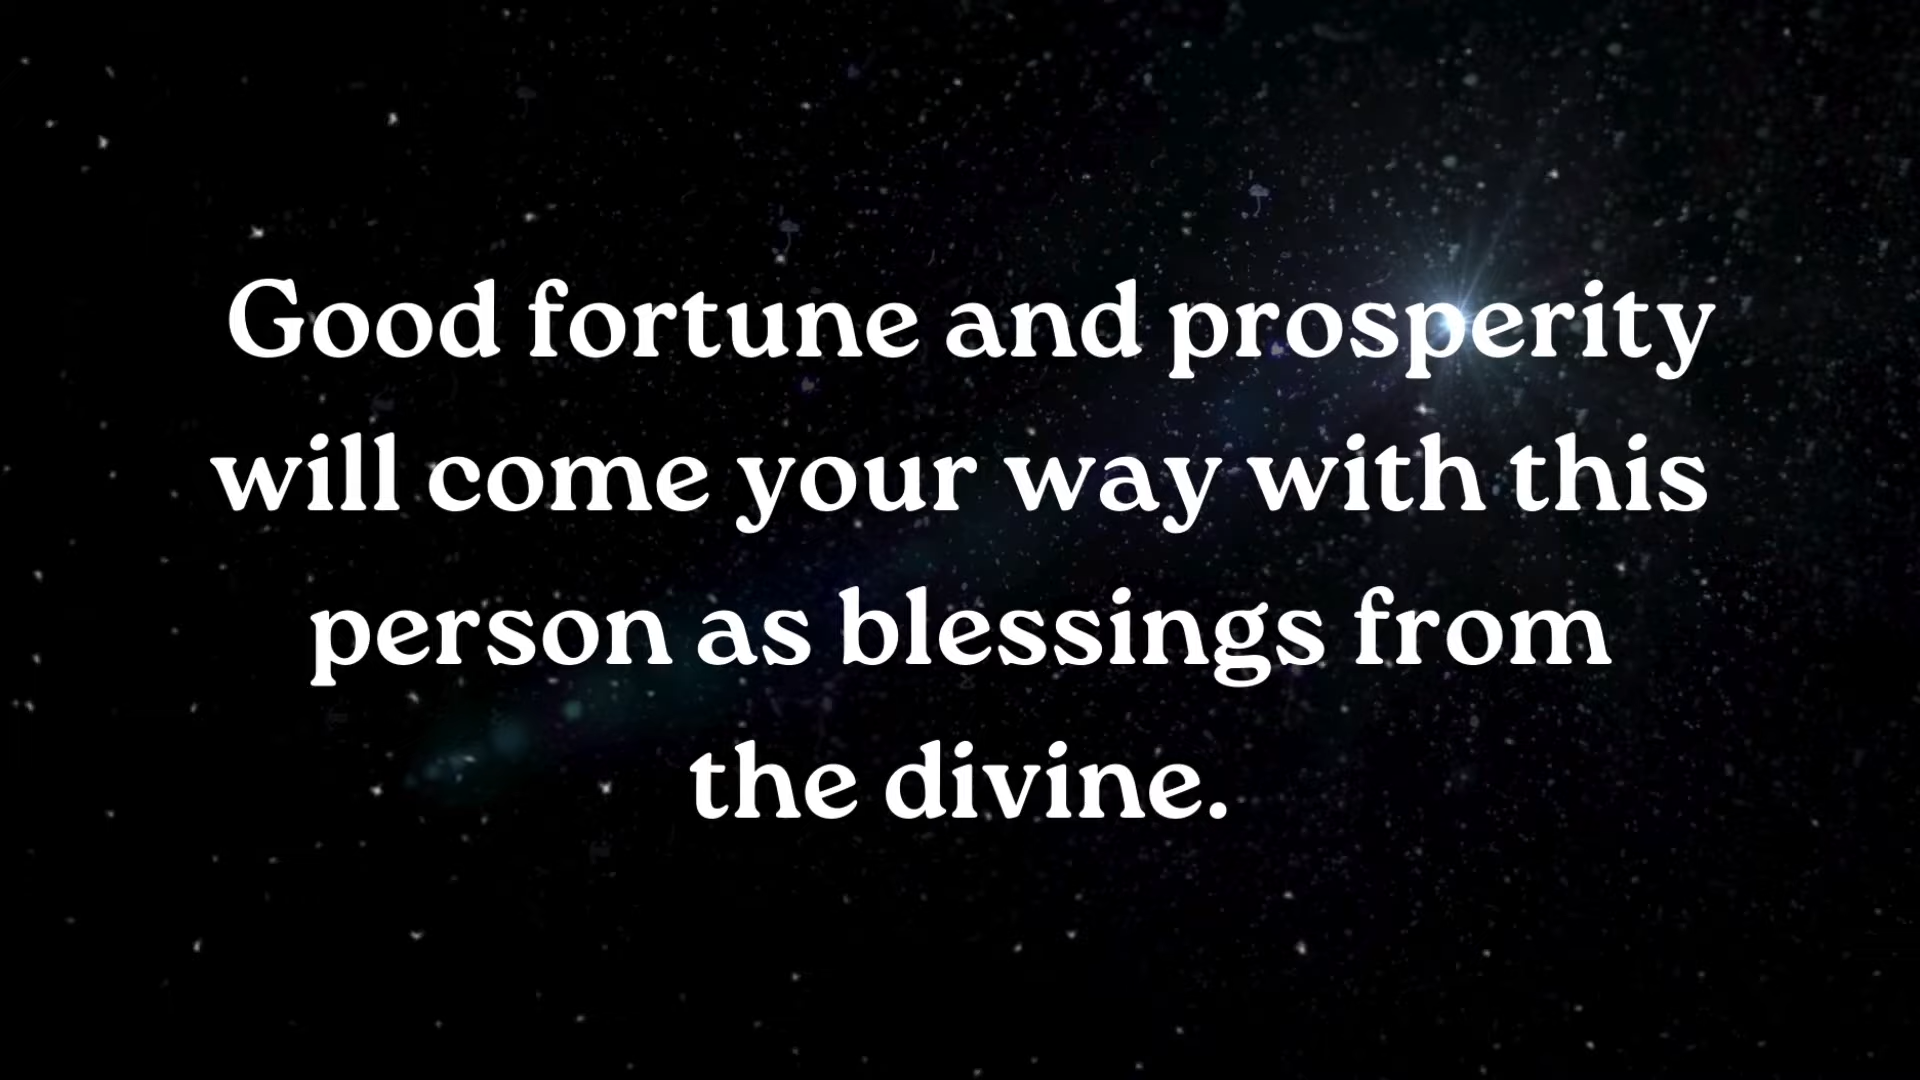 Good fortune and prosperity
will come your way with this
person as blessings from
the divine.